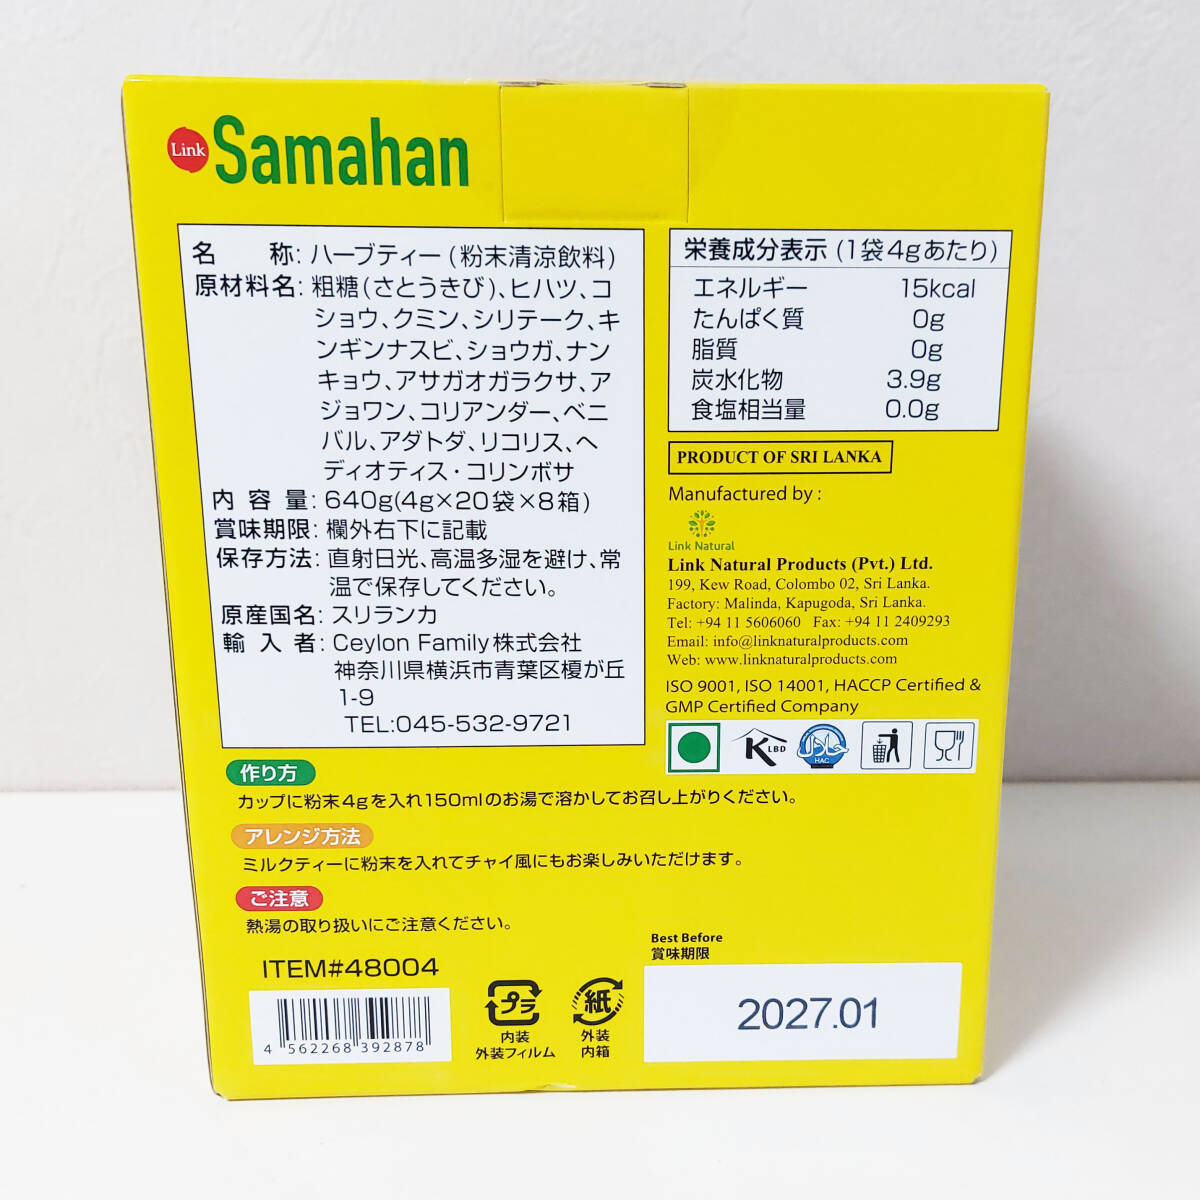 Link Samahan
名称: ハーブティー (粉末清涼飲料)
原材料名: 粗糖(さとうきび)、ヒハツ、コ
ショウ、クミン、シリテーク、キ
ンギンナスビ、ショウガ、ナン
キョウ、アサガオガラクサ、ア
ジョワン、コリアンダー、ベニ
バル、アダトダ、リコリス、ヘ
ディオティス・コリンボサ
内容量: 640g(4g×20袋×8箱)
賞味期限: 欄外右下に記載
保存方法: 直射日光、高温多湿を避け、常
温で保存してください。
原産国名: スリランカ
輸入者: Ceylon Family株式会社
神奈川県横浜市青葉区榎が丘
1-9
TEL:045-532-9721
栄養成分表示 (1袋4gあたり)
エネルギー 15kcal
たんぱく質 0g
脂質 0g
炭水化物 3.9g
食塩相当量 0.0g
PRODUCT OF SRI LANKA
Manufactured by :
Link Natural
Link Natural Products (Pvt.) Ltd.
199, Kew Road, Colombo 02, Sri Lanka.
Factory: Malinda, Kapugoda, Sri Lanka.
Tel: +94 11 5606060 Fax: +94 11 2409293
Email: info@linknaturalproducts.com
Web: www.linknaturalproducts.com
ISO 9001, ISO 14001, HACCP Certified &
GMP Certified Company
K LBD
حلال HAC
作り方
カップに粉末4gを入れ150mlのお湯で溶かしてお召し上がりください。
アレンジ方法
ミルクティーに粉末を入れてチャイ風にもお楽しみいただけます。
ご注意
熱湯の取り扱いにご注意ください。
ITEM#48004
4 562268 392878
プラ
内装
外装フィルム
紙
外装
内箱
Best Before
賞味期限
2027.01